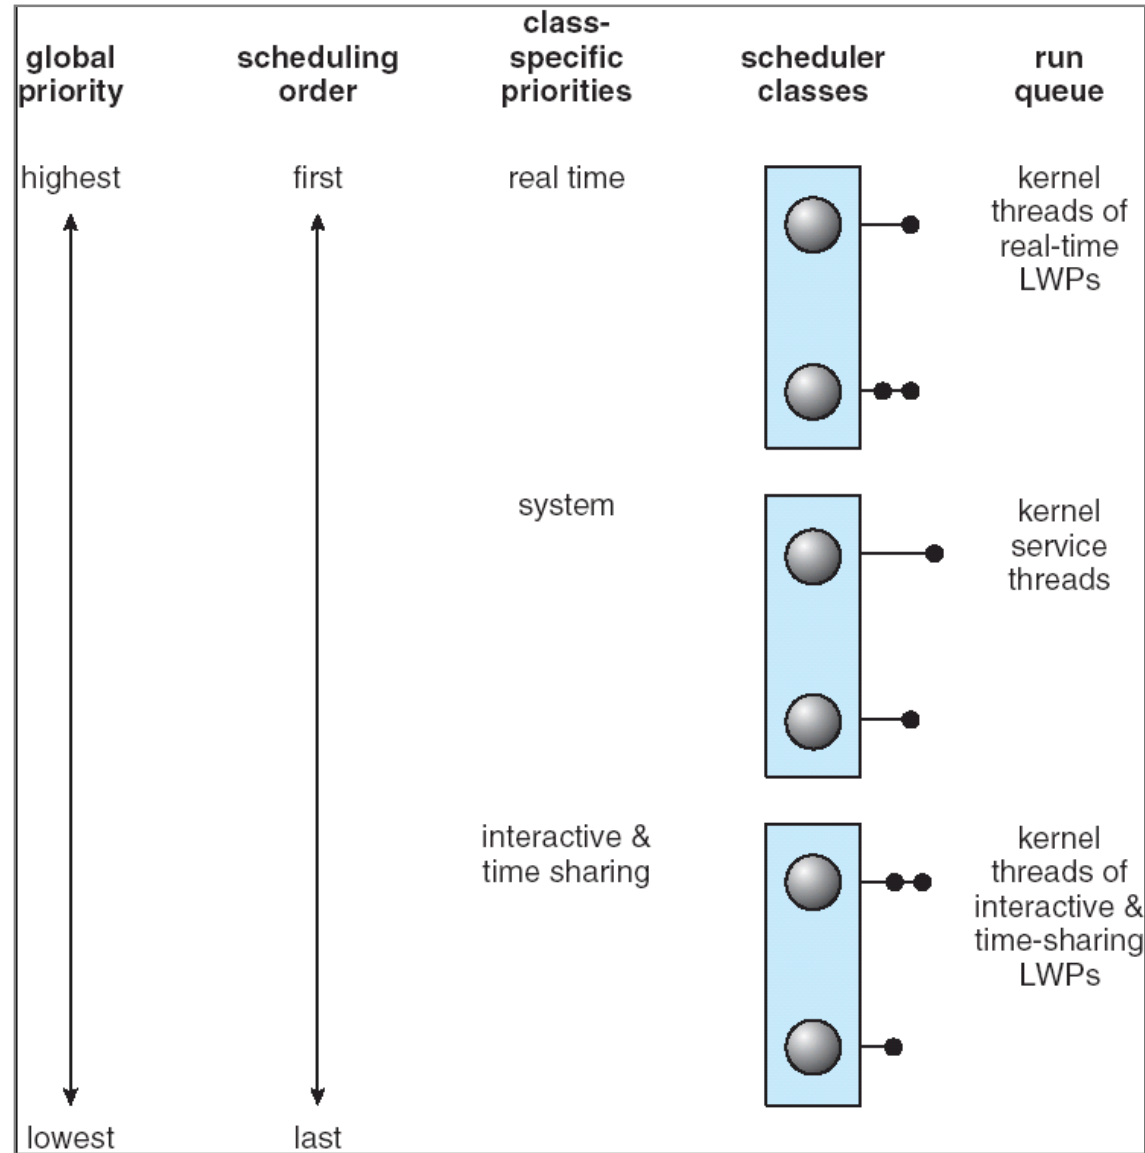 global
priority
scheduling
order
class-
specific
priorities
scheduler
classes
run
queue
highest
first
real time
kernel
threads of
real-time
LWPs
system
kernel
service
threads
interactive &
time sharing
kernel
threads of
interactive &
time-sharing
LWPs
lowest
last